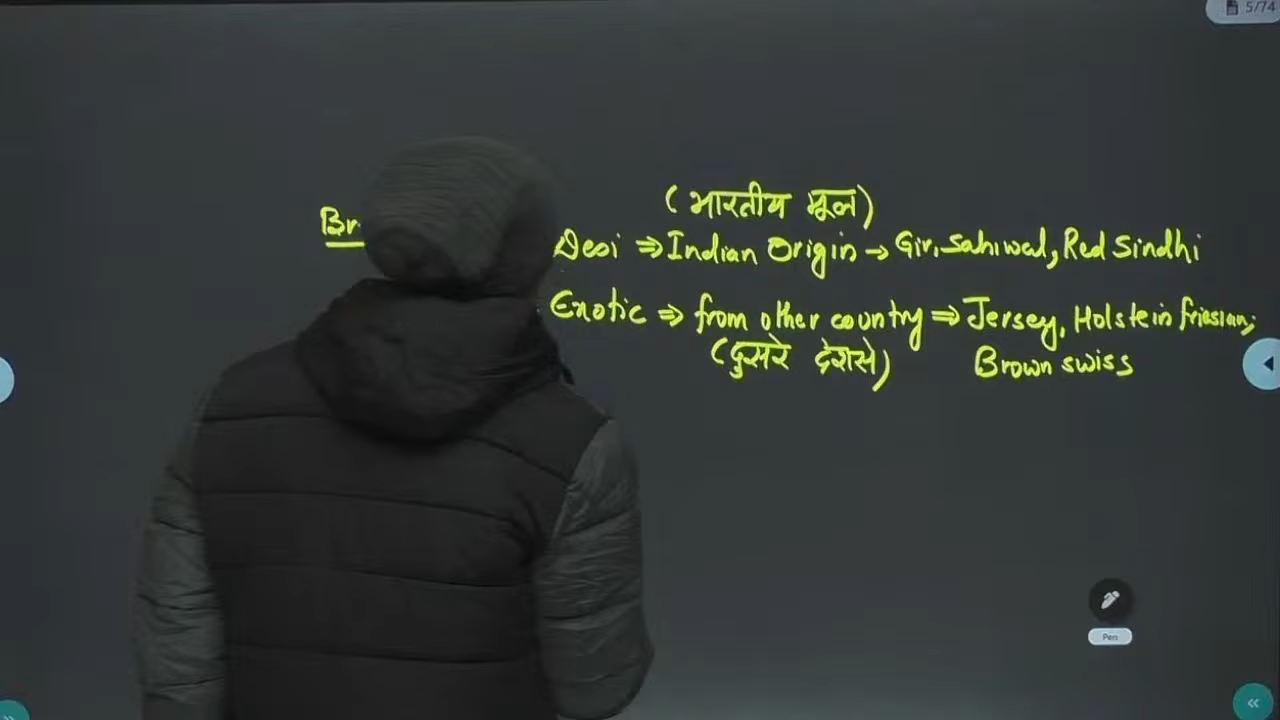 5/74
(भारतीय मूल)
Br
Desi ⇒ Indian Origin → Gir, Sahiwal, Red Sindhi
Exotic ⇒ from other country ⇒ Jersey, Holstein friesian,
(दुसरे देशसे) Brown swiss
Pen